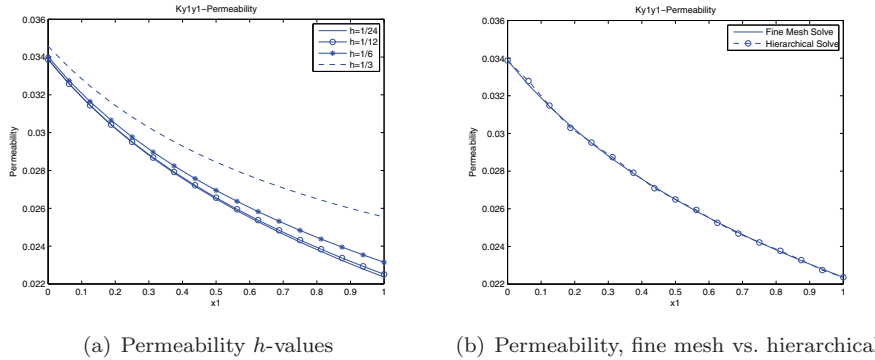 Ky1y1−Permeability
0.036
0.034
0.032
0.03
0.028
0.026
0.024
0.022
Permeability
0 0.1 0.2 0.3 0.4 0.5 0.6 0.7 0.8 0.9 1
x1
h=1/24
h=1/12
h=1/6
h=1/3
(a) Permeability h-values
Ky1y1−Permeability
0.036
0.034
0.032
0.03
0.028
0.026
0.024
0.022
Permeability
0 0.1 0.2 0.3 0.4 0.5 0.6 0.7 0.8 0.9 1
x1
Fine Mesh Solve
Hierarchical Solve
(b) Permeability, fine mesh vs. hierarchical